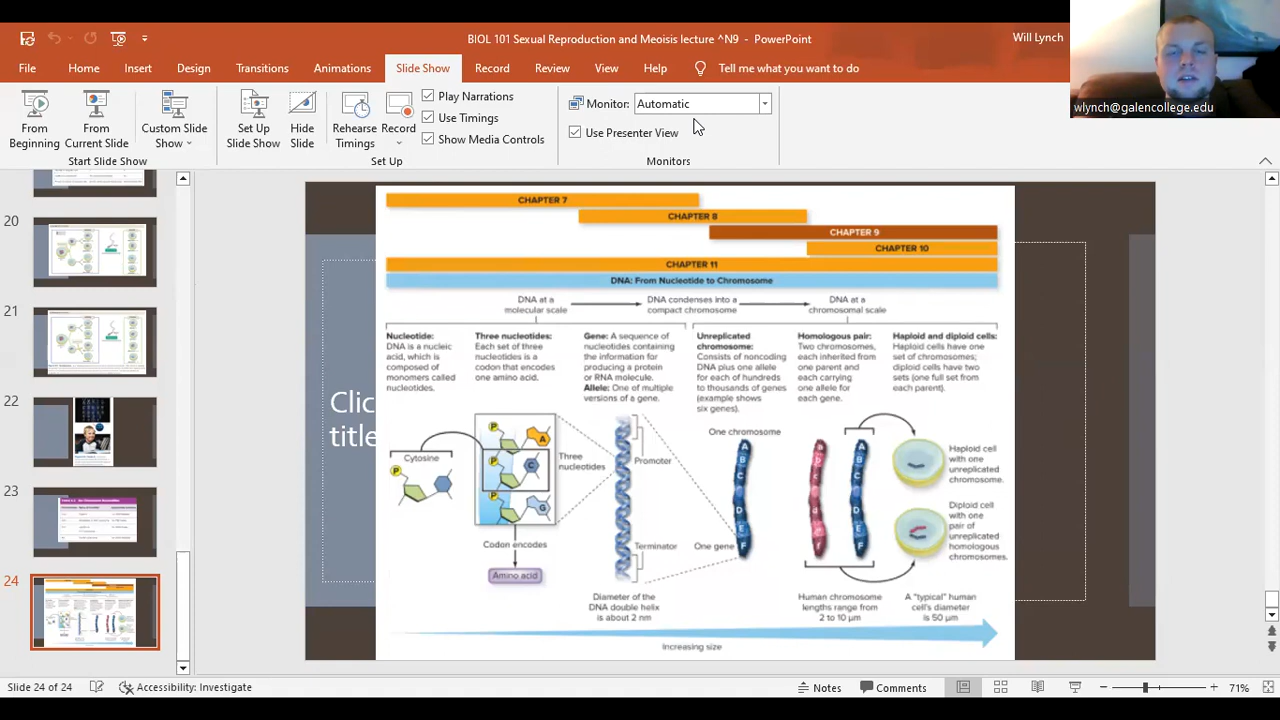 BIOL 101 Sexual Reproduction and Meoisis lecture ^N9 - PowerPoint
Will Lynch
File Home Insert Design Transitions Animations Slide Show Record Review View Help Tell me what you want to do
wlynch@galencollege.edu
From Beginning
From Current Slide
Custom Slide Show
Start Slide Show
Set Up Slide Show
Hide Slide
Rehearse Timings
Record
Play Narrations
Use Timings
Show Media Controls
Set Up
Monitor: Automatic
Use Presenter View
Monitors
20
21
22
23
24
Clic
title
CHAPTER 7
CHAPTER 8
CHAPTER 9
CHAPTER 10
CHAPTER 11
DNA: From Nucleotide to Chromosome
DNA at a
molecular scale
DNA condenses into a
compact chromosome
DNA at a
chromosomal scale
Nucleotide:
DNA is a nucleic
acid, which is
composed of
monomers called
nucleotides.
Three nucleotides:
Each set of three
nucleotides is a
codon that encodes
one amino acid.
Gene: A sequence of
nucleotides containing
the information for
producing a protein
or RNA molecule.
Allele: One of multiple
versions of a gene.
Unreplicated
chromosome:
Consists of noncoding
DNA plus one allele
for each of hundreds
to thousands of genes
(example shows
six genes).
Homologous pair:
Two chromosomes,
each inherited from
one parent and
each carrying
one allele for
each gene.
Haploid and diploid cells:
Haploid cells have one
set of chromosomes;
diploid cells have two
sets (one full set from
each parent).
Cytosine
P
P
A
P
C
P
G
Three
nucleotides
Codon encodes
Amino acid
Promoter
Terminator
Diameter of the
DNA double helix
is about 2 nm
One chromosome
A
B
C
D
E
F
One gene
b
c
d
e
A
B
C
D
E
F
Human chromosome
lengths range from
2 to 10 µm
Haploid cell
with one
unreplicated
chromosome.
Diploid cell
with one
pair of
unreplicated
homologous
chromosomes.
A "typical" human
cell's diameter
is 50 µm
Increasing size
Slide 24 of 24
Accessibility: Investigate
Notes
Comments
71%